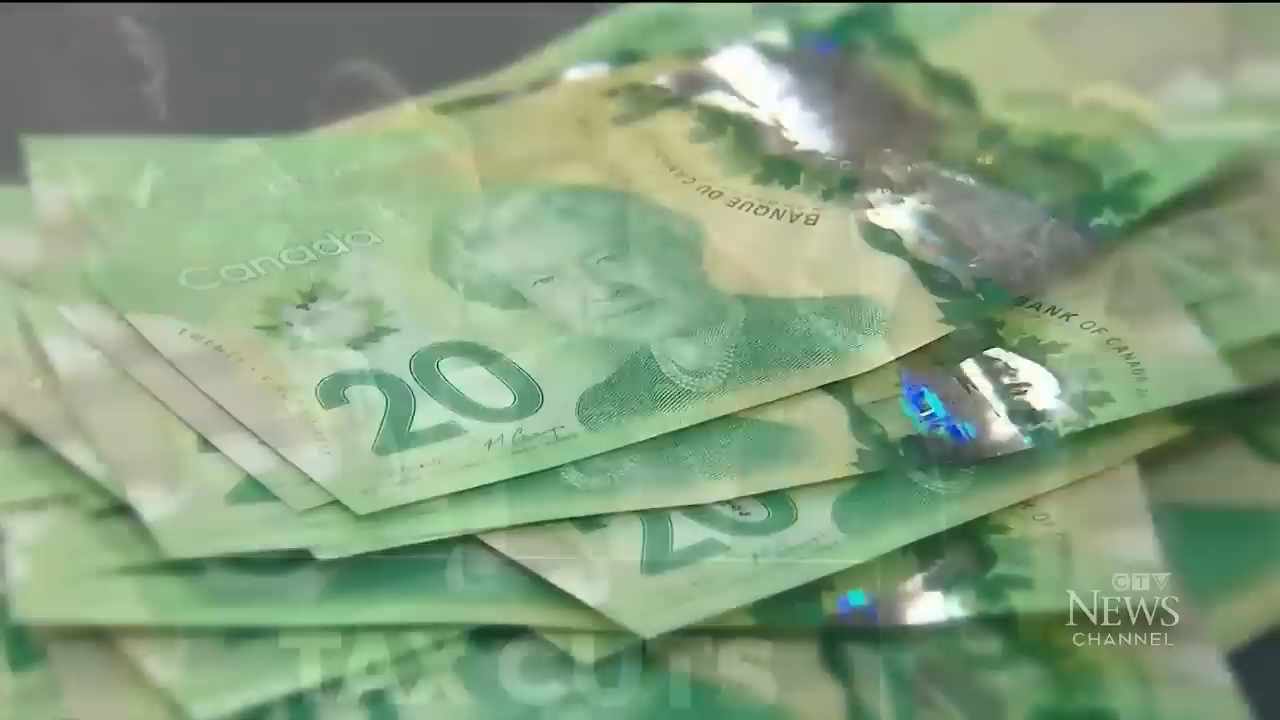 Canada
BANQUE DU CANADA
BANK OF CANADA
20
20
CTV
NEWS
CHANNEL
TAX CUTS